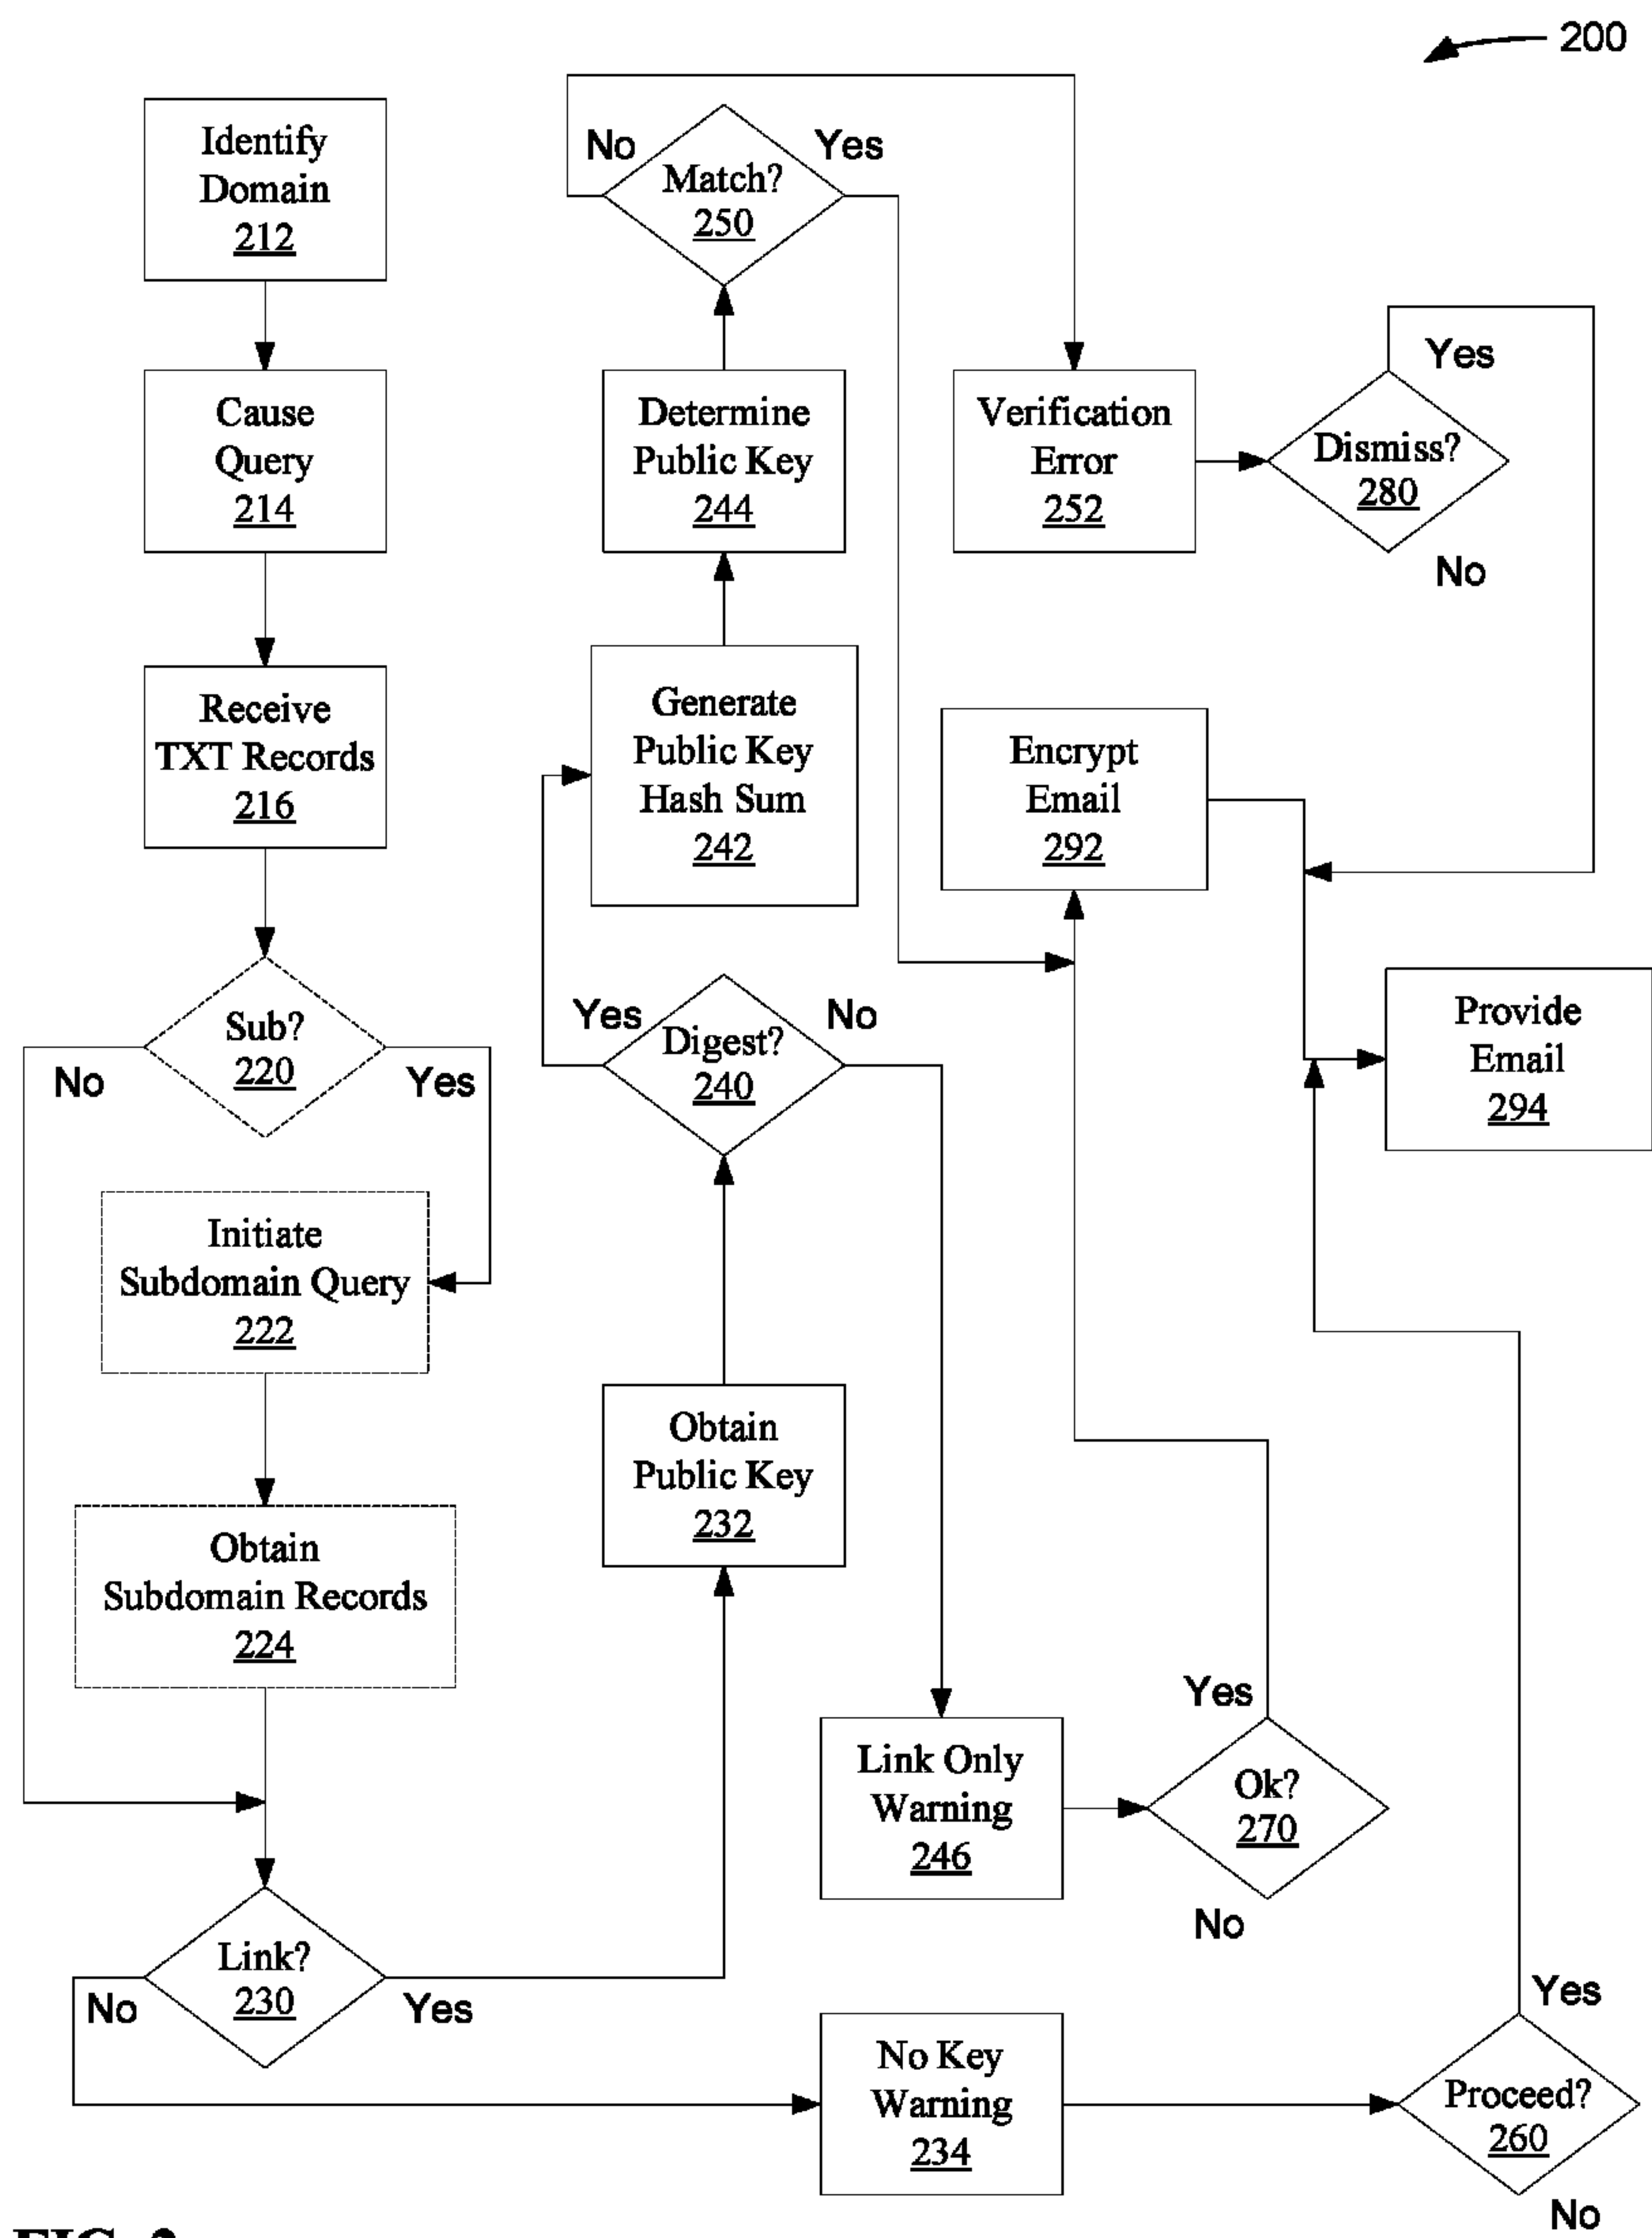 200
Identify
Domain
212
Cause
Query
214
Receive
TXT Records
216
Sub?
220
No
Yes
Initiate
Subdomain Query
222
Obtain
Subdomain Records
224
Link?
230
No
Yes
No
Yes
Match?
250
Determine
Public Key
244
Generate
Public Key
Hash Sum
242
Yes
No
Digest?
240
Obtain
Public Key
232
Verification
Error
252
Yes
Dismiss?
280
No
Encrypt
Email
292
Provide
Email
294
Link Only
Warning
246
Yes
Ok?
270
No
No Key
Warning
234
Yes
Proceed?
260
No